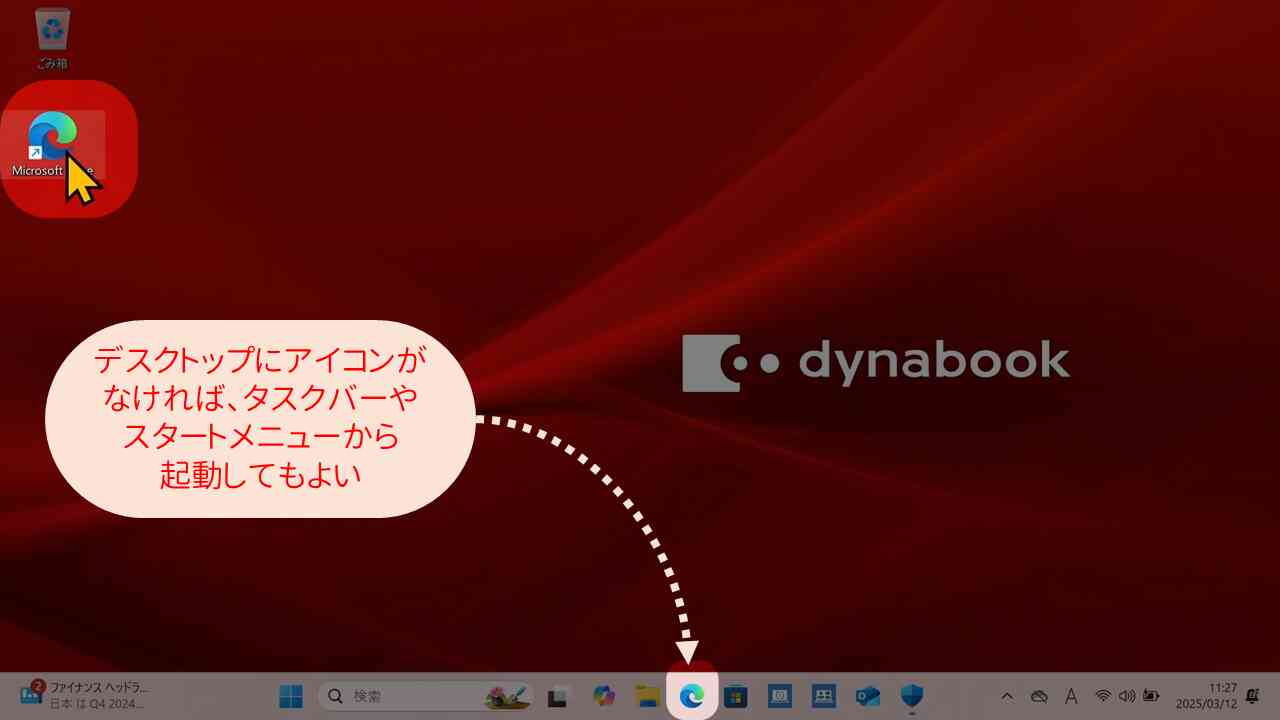 ごみ箱
Microsoft
デスクトップにアイコンが
なければ、タスクバーや
スタートメニューから
起動してもよい
dynabook
2
ファイナンス ヘッドラ...
日本 は Q4 2024...
検索
A
11:27
2025/03/12